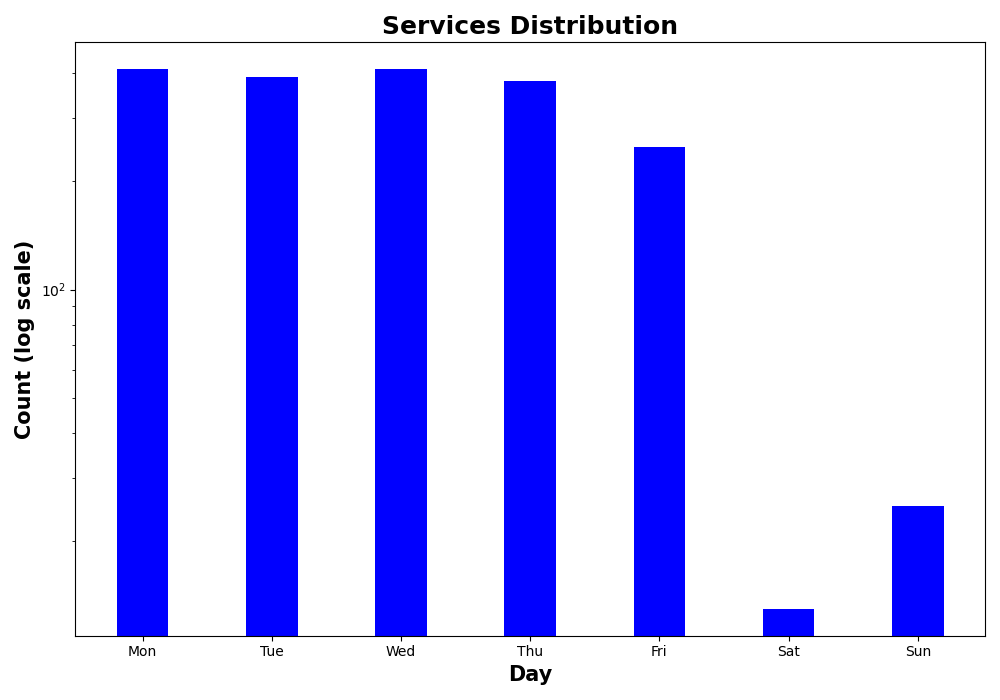 Services Distribution
Count (log scale)
10²
Mon Tue Wed Thu Fri Sat Sun
Day